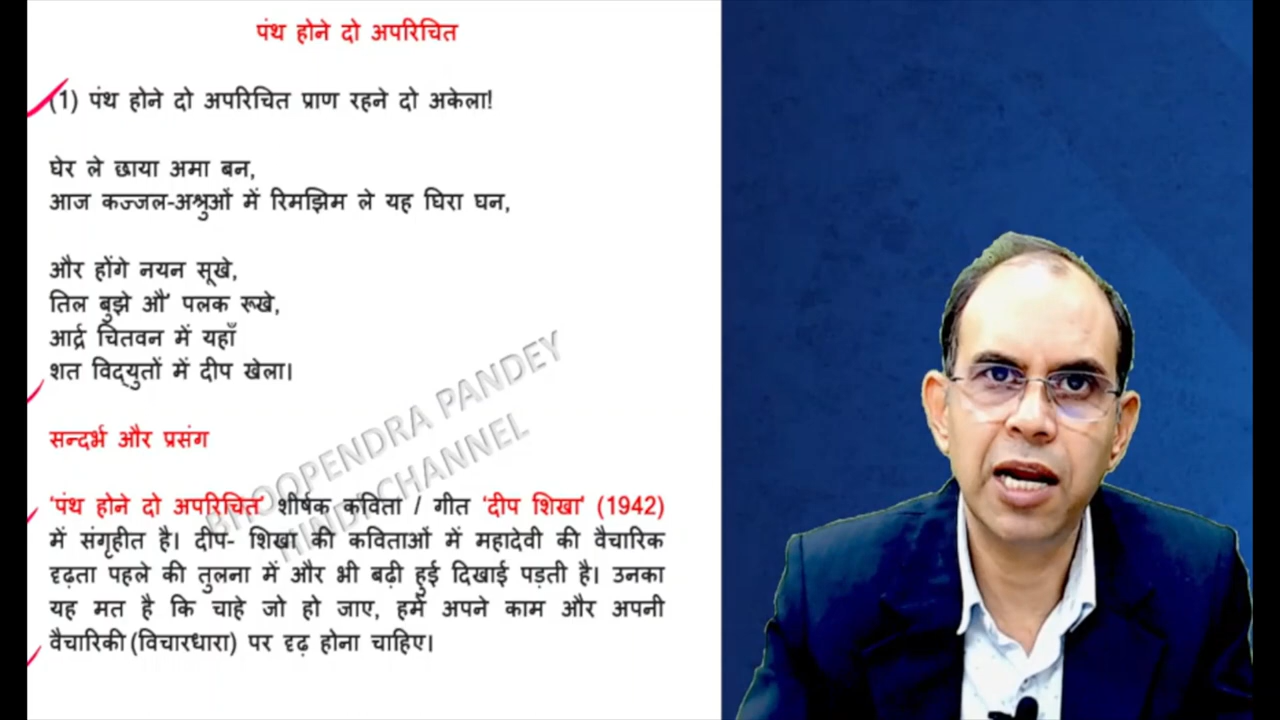 पंथ होने दो अपरिचित
(1) पंथ होने दो अपरिचित प्राण रहने दो अकेला!
घेर ले छाया अमा बन,
आज कज्जल-अश्रुओं में रिमझिम ले यह घिरा घन,
और होंगे नयन सूखे,
तिल बुझे औ' पलक रूखे,
आर्द्र चितवन में यहाँ
शत विद्युतों में दीप खेला।
सन्दर्भ और प्रसंग
'पंथ होने दो अपरिचित' शीर्षक कविता / गीत 'दीप शिखा' (1942)
में संगृहीत है। दीप- शिखा की कविताओं में महादेवी की वैचारिक
दृढ़ता पहले की तुलना में और भी बढ़ी हुई दिखाई पड़ती है। उनका
यह मत है कि चाहे जो हो जाए, हमें अपने काम और अपनी
वैचारिकी (विचारधारा) पर दृढ़ होना चाहिए।
BHOOPENDRA PANDEY
HINDI CHANNEL